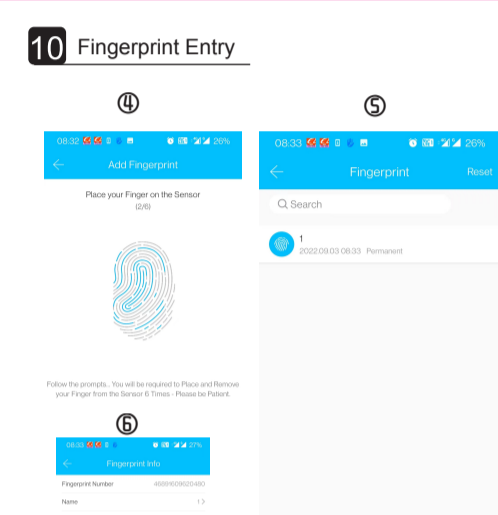 10 Fingerprint Entry
④
08:32 26%
Add Fingerprint
Place your Finger on the Sensor
(2/6)
Follow the prompts.. You will be required to Place and Remove
your Finger from the Sensor 6 Times - Please be Patient.
⑤
08:33 26%
Fingerprint Reset
Search
1
2022.09.03 08:33 Permanent
⑥
08:33 27%
Fingerprint Info
Fingerprint Number
Name 1